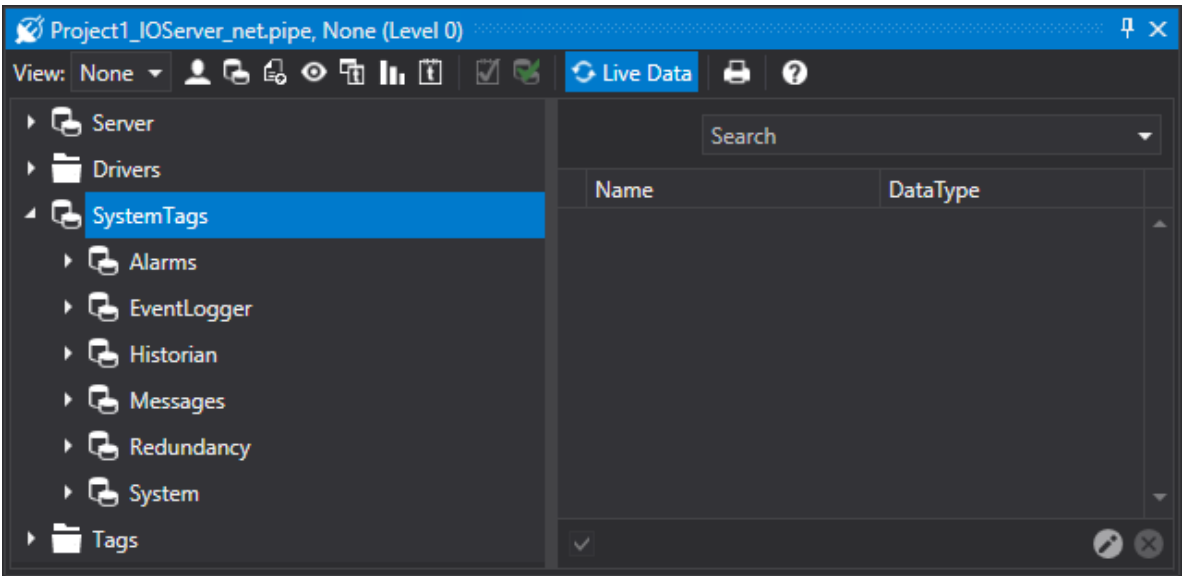 Project1_IOServer_net.pipe, None (Level 0)
View: None Live Data
Server
Drivers
SystemTags
Alarms
EventLogger
Historian
Messages
Redundancy
System
Tags
Search
Name DataType